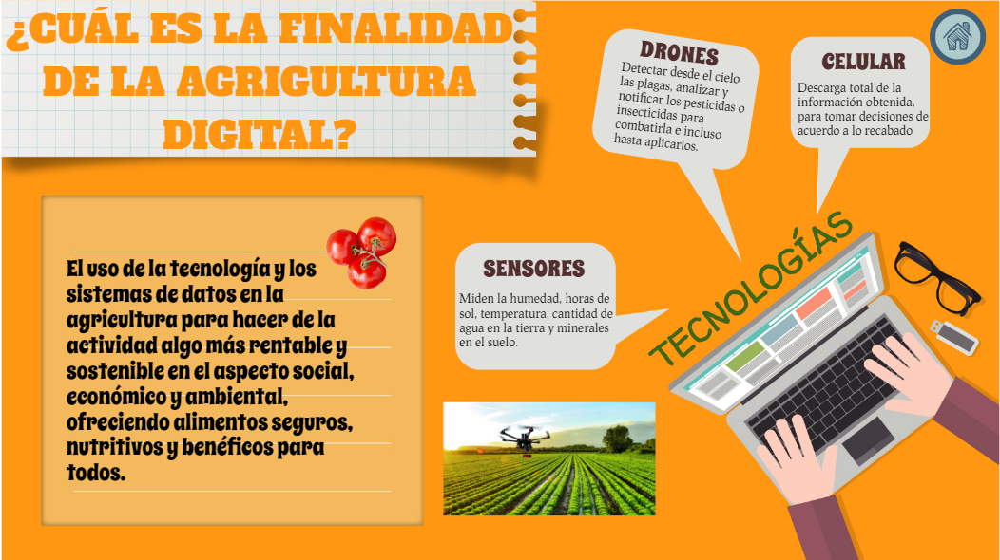 ¿CUÁL ES LA FINALIDAD
DE LA AGRIGULTURA
DIGITAL?
El uso de la tecnología y los
sistemas de datos en la
agricultura para hacer de la
actividad algo más rentable y
sostenible en el aspecto social,
económico y ambiental,
ofreciendo alimentos seguros,
nutritivos y benéficos para
todos.
DRONES
Detectar desde el cielo
las plagas, analizar y
notificar los pesticidas o
insecticidas para
combatirla e incluso
hasta aplicarlos.
CELULAR
Descarga total de la
información obtenida,
para tomar decisiones de
acuerdo a lo recabado
SENSORES
Miden la humedad, horas de
sol, temperatura, cantidad de
agua en la tierra y minerales
en el suelo.
TECNOLOGÍAS